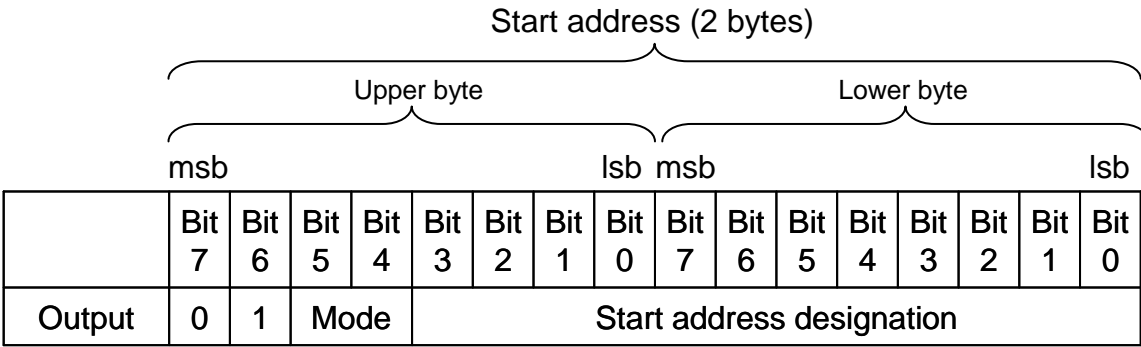 Start address (2 bytes)
Upper byte Lower byte
msb lsb msb lsb
Bit Bit Bit Bit Bit Bit Bit Bit Bit Bit Bit Bit Bit Bit Bit Bit
7 6 5 4 3 2 1 0 7 6 5 4 3 2 1 0
Output 0 1 Mode Start address designation